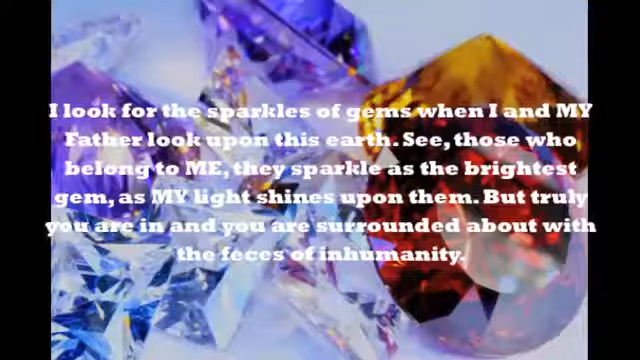 I look for the sparkles of gems when I and MY
Father look upon this earth. See, those who
belong to ME, they sparkle as the brightest
gem, as MY light shines upon them. But truly
you are in and you are surrounded about with
the feces of inhumanity.